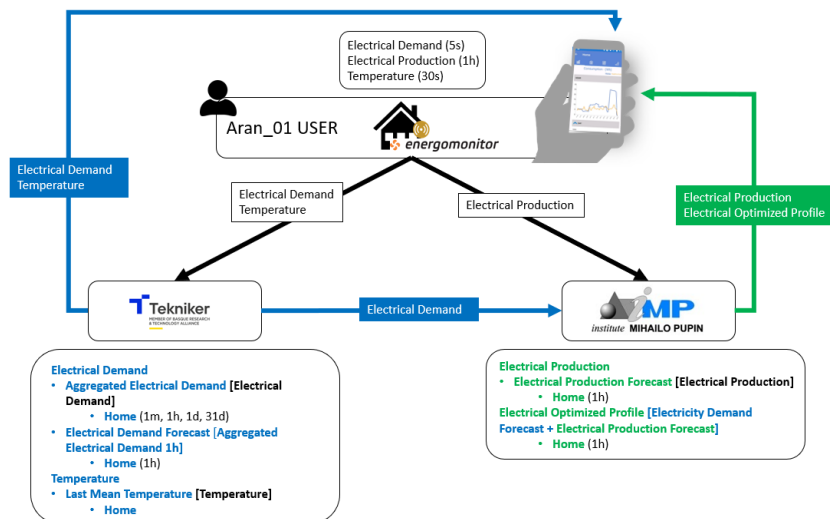 Electrical Demand (5s)
Electrical Production (1h)
Temperature (30s)
Aran_01 USER
energomonitor
Electrical Demand
Temperature
Electrical Demand
Temperature
Electrical Production
Electrical Production
Electrical Optimized Profile
Tekniker
MEMBER OF BASQUE RESEARCH
& TECHNOLOGY ALLIANCE
Electrical Demand
iMP
institute MIHAILO PUPIN
Electrical Demand
• Aggregated Electrical Demand [Electrical
Demand]
• Home (1m, 1h, 1d, 31d)
• Electrical Demand Forecast [Aggregated
Electrical Demand 1h]
• Home (1h)
Temperature
• Last Mean Temperature [Temperature]
• Home
Electrical Production
• Electrical Production Forecast [Electrical Production]
• Home (1h)
Electrical Optimized Profile [Electricity Demand
Forecast + Electrical Production Forecast]
• Home (1h)